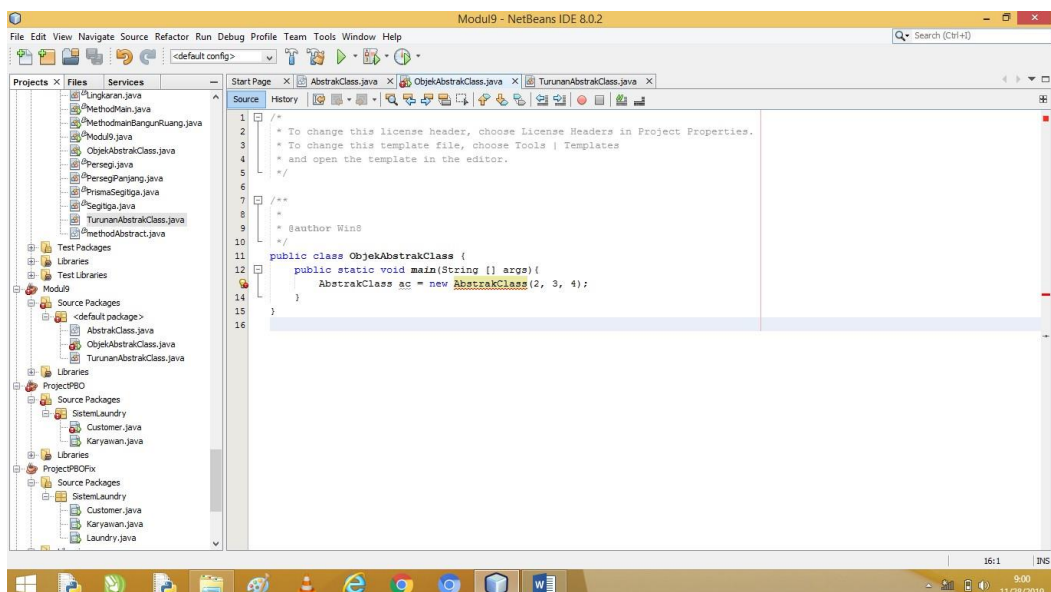 Modul9 - NetBeans IDE 8.0.2
File Edit View Navigate Source Refactor Run Debug Profile Team Tools Window Help
Search (Ctrl+I)
<default config>
Projects Files Services
Start Page AbstrakClass.java ObjekAbstrakClass.java TurunanAbstrakClass.java
Source History
Lingkaran.java
MethodMain.java
MethodmainBangunRuang.java
Modul9.java
ObjekAbstrakClass.java
Persegi.java
PersegiPanjang.java
PrismaSegitiga.java
Segitiga.java
TurunanAbstrakClass.java
methodAbstract.java
Test Packages
Libraries
Test Libraries
Modul9
Source Packages
<default package>
AbstrakClass.java
ObjekAbstrakClass.java
TurunanAbstrakClass.java
Libraries
ProjectPBO
Source Packages
SistemLaundry
Customer.java
Karyawan.java
Libraries
ProjectPBOFix
Source Packages
SistemLaundry
Customer.java
Karyawan.java
Laundry.java
1 /*
2 * To change this license header, choose License Headers in Project Properties.
3 * To change this template file, choose Tools | Templates
4 * and open the template in the editor.
5 */
6
7 /**
8 *
9 * @author Win8
10 */
11 public class ObjekAbstrakClass {
12 public static void main(String [] args){
AbstrakClass ac = new AbstrakClass(2, 3, 4);
14 }
15 }
16
16:1 INS
9:00
11/28/2019